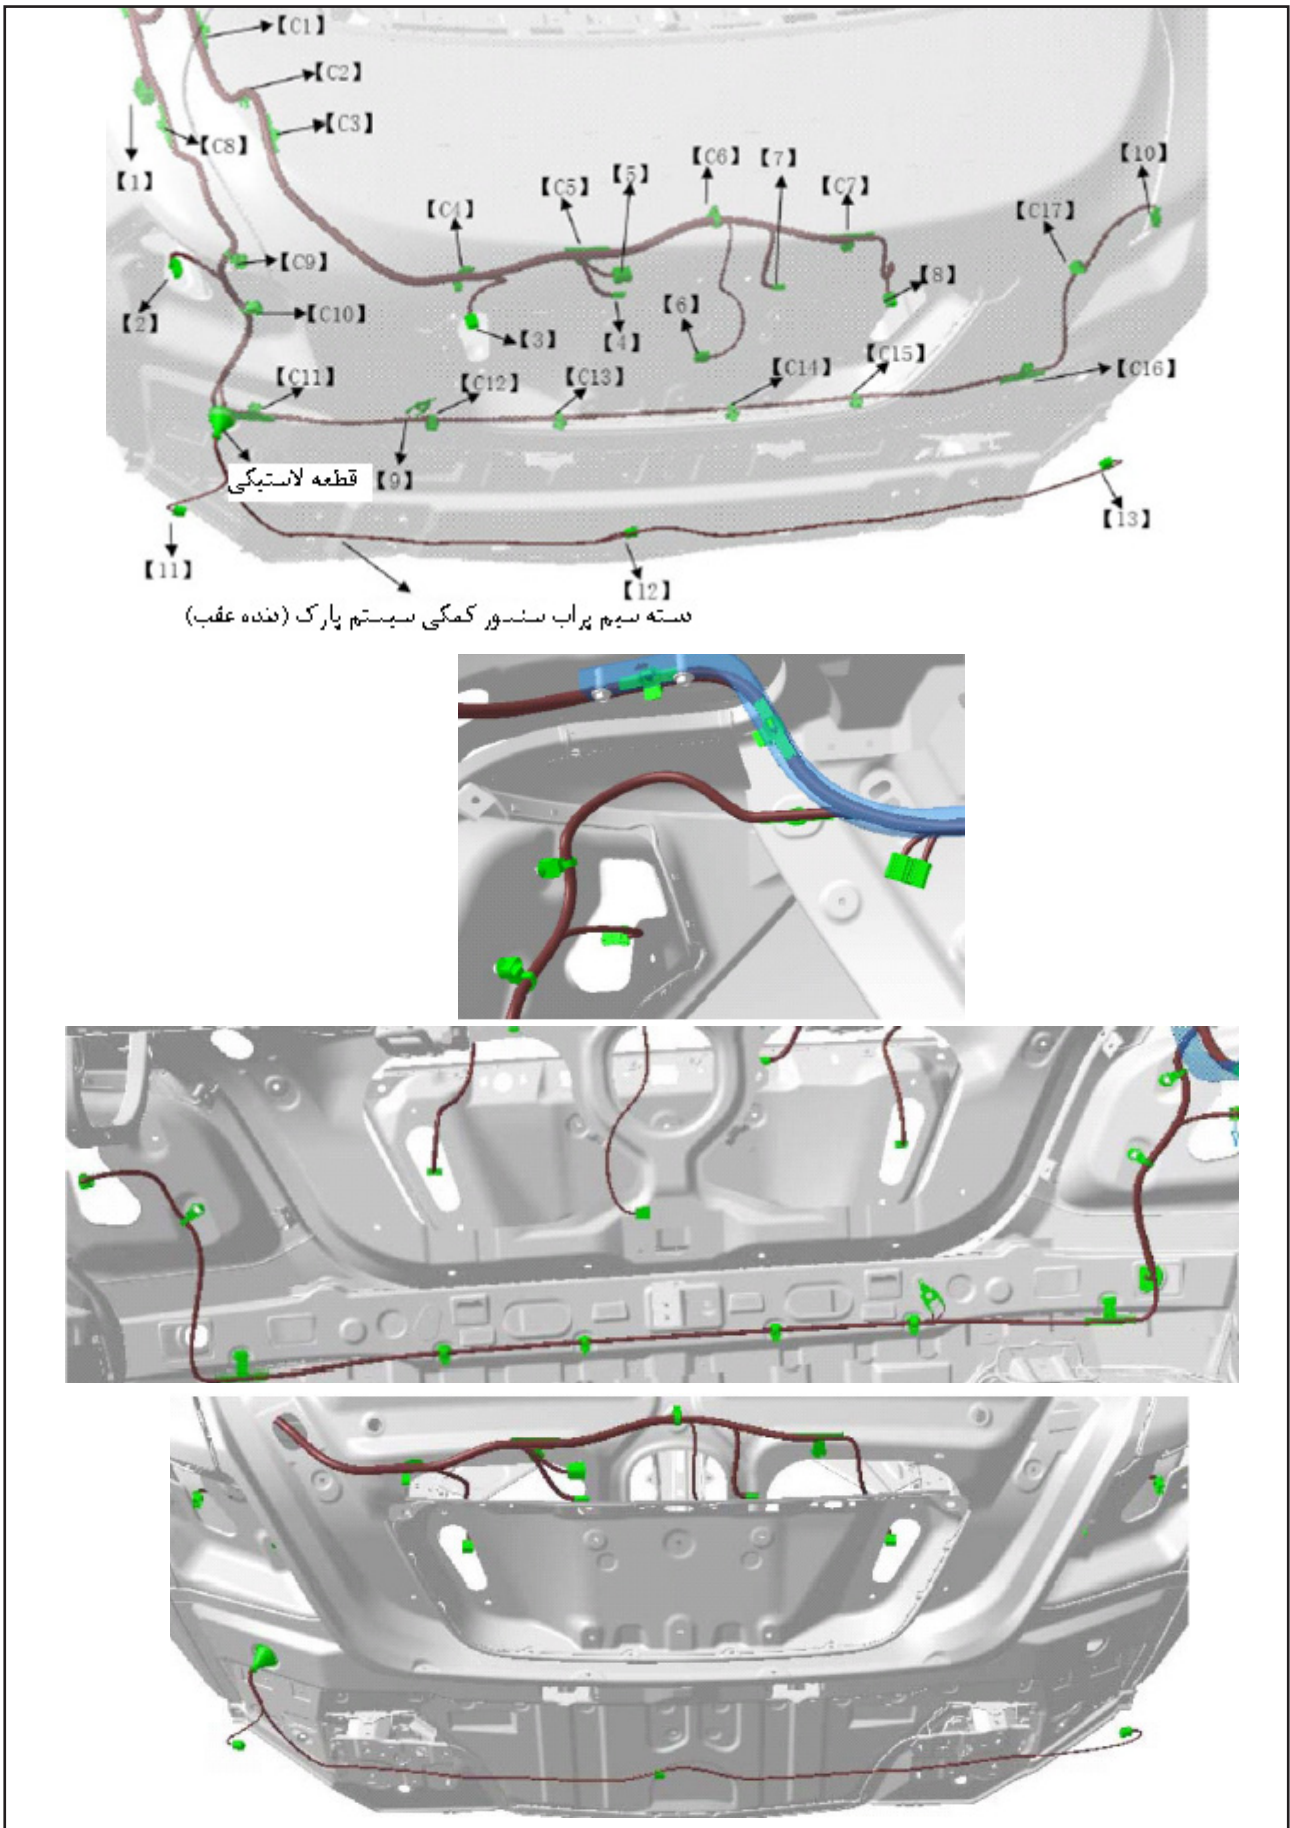 【C1】
【C2】
【C3】
【C8】
【1】
【C6】 【7】
【10】
【C5】 【5】
【C7】
【C4】
【C17】
【C9】
【8】
【2】
【C10】
【6】
【3】 【4】
【C15】
【C11】
【C12】 【C13】
【C14】
【C16】
قطعه لاستیکی
【9】
【13】
【11】
【12】
دسته سیم پراب سنسور کمکی سیستم پارک (دنده عقب)